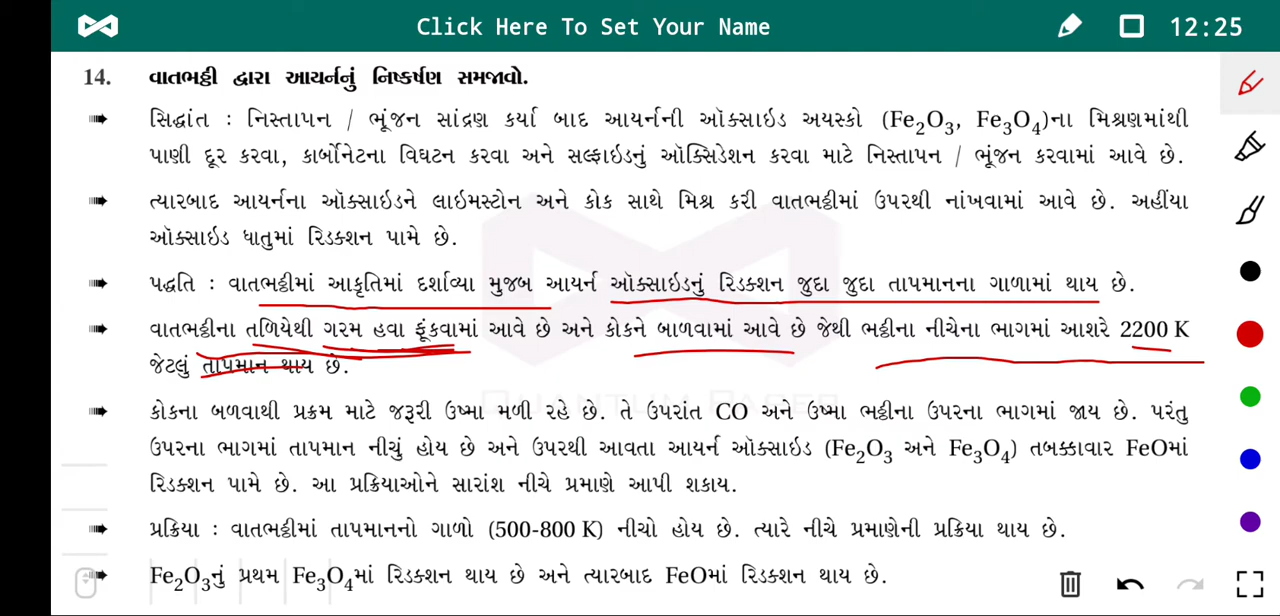 Click Here To Set Your Name
12:25
14. વાતભઠ્ઠી દ્વારા આયર્નનું નિષ્કર્ષણ સમજાવો.
સિદ્ધાંત : નિસ્તાપન / ભૂંજન સાંદ્રણ કર્યા બાદ આયર્નની ઑક્સાઇડ અયસ્કો (Fe₂O₃, Fe₃O₄)ના મિશ્રણમાંથી
પાણી દૂર કરવા, કાર્બોનેટના વિઘટન કરવા અને સલ્ફાઇડનું ઑક્સિડેશન કરવા માટે નિસ્તાપન / ભૂંજન કરવામાં આવે છે.
ત્યારબાદ આયર્નના ઑક્સાઇડને લાઇમસ્ટોન અને કોક સાથે મિશ્ર કરી વાતભઠ્ઠીમાં ઉપરથી નાંખવામાં આવે છે. અહીંયા
ઑક્સાઇડ ધાતુમાં રિડક્શન પામે છે.
પદ્ધતિ : વાતભઠ્ઠીમાં આકૃતિમાં દર્શાવ્યા મુજબ આયર્ન ઑક્સાઇડનું રિડક્શન જુદા જુદા તાપમાનના ગાળામાં થાય છે.
વાતભઠ્ઠીના તળિયેથી ગરમ હવા ફૂંકવામાં આવે છે અને કોકને બાળવામાં આવે છે જેથી ભઠ્ઠીના નીચેના ભાગમાં આશરે 2200 K
જેટલું તાપમાન થાય છે.
કોકના બળવાથી પ્રક્રમ માટે જરૂરી ઉષ્મા મળી રહે છે. તે ઉપરાંત CO અને ઉષ્મા ભઠ્ઠીના ઉપરના ભાગમાં જાય છે. પરંતુ
ઉપરના ભાગમાં તાપમાન નીચું હોય છે અને ઉપરથી આવતા આયર્ન ઑક્સાઇડ (Fe₂O₃ અને Fe₃O₄) તબક્કાવાર FeOમાં
રિડક્શન પામે છે. આ પ્રક્રિયાઓને સારાંશ નીચે પ્રમાણે આપી શકાય.
પ્રક્રિયા : વાતભઠ્ઠીમાં તાપમાનનો ગાળો (500-800 K) નીચો હોય છે. ત્યારે નીચે પ્રમાણેની પ્રક્રિયા થાય છે.
Fe₂O₃નું પ્રથમ Fe₃O₄માં રિડક્શન થાય છે અને ત્યારબાદ FeOમાં રિડક્શન થાય છે.